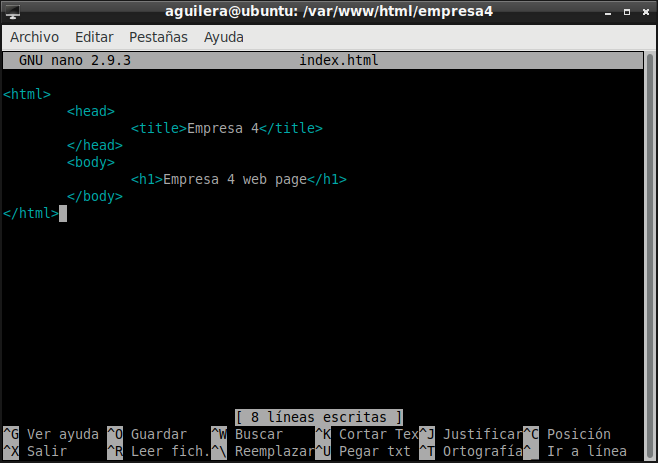 aguilera@ubuntu: /var/www/html/empresa4
Archivo Editar Pestañas Ayuda
GNU nano 2.9.3 index.html
<html>
<head>
<title>Empresa 4</title>
</head>
<body>
<h1>Empresa 4 web page</h1>
</body>
</html>
[ 8 líneas escritas ]
^G Ver ayuda ^O Guardar ^W Buscar ^K Cortar Tex^J Justificar^C Posición
^X Salir ^R Leer fich.^\ Reemplazar^U Pegar txt ^T Ortografía^_ Ir a línea